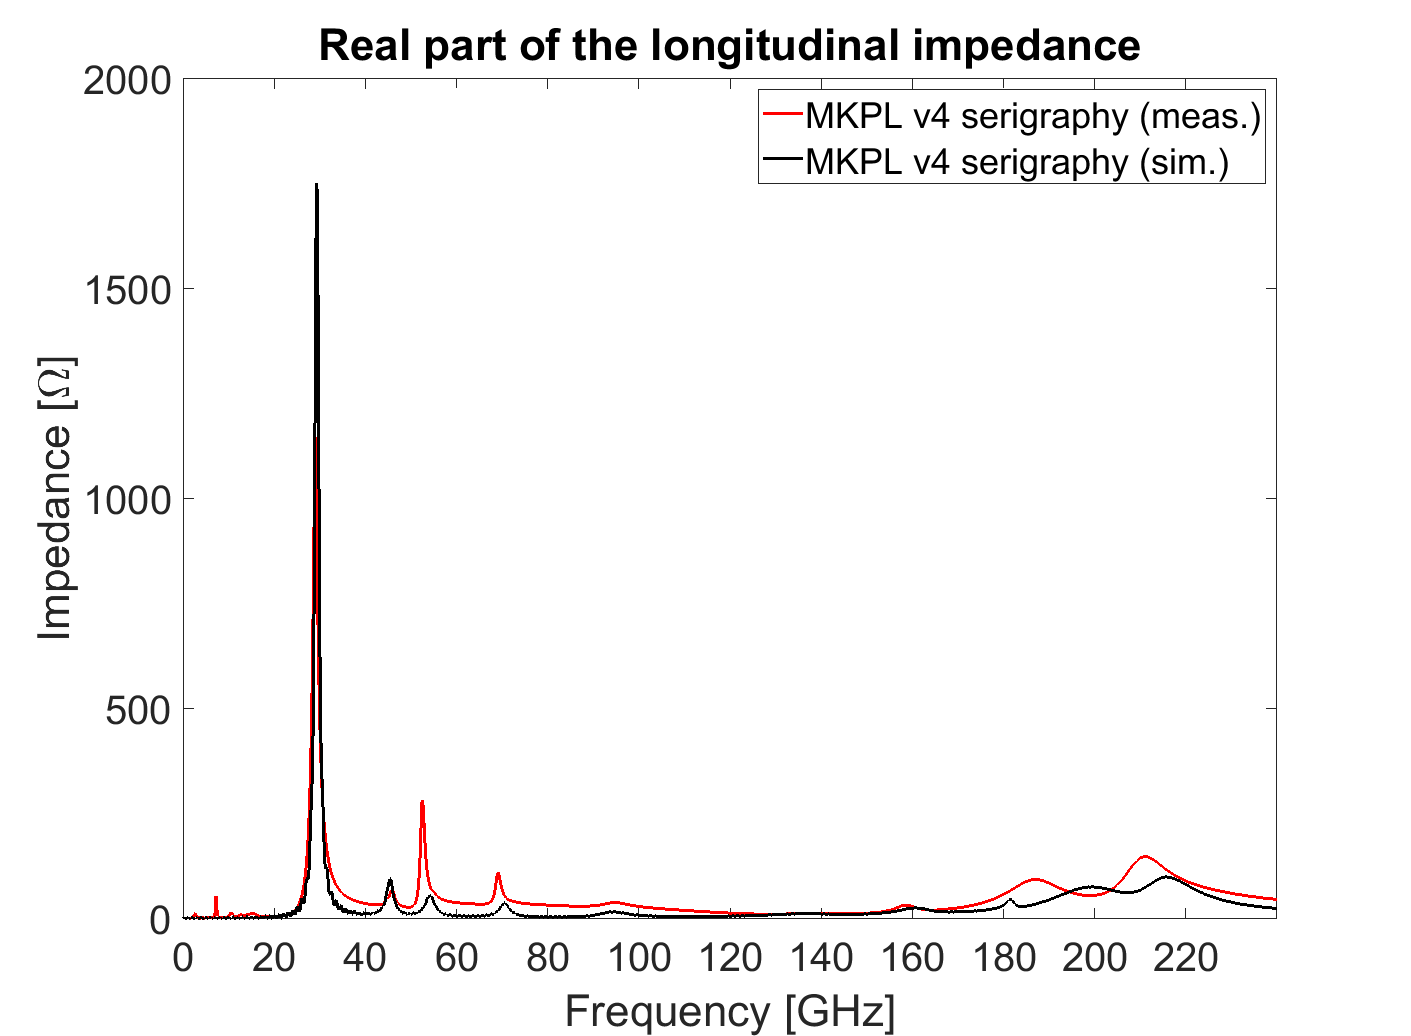 Real part of the longitudinal impedance
2000
1500
1000
500
0
Impedance [Ω]
MKPL v4 serigraphy (meas.)
MKPL v4 serigraphy (sim.)
0 20 40 60 80 100 120 140 160 180 200 220
Frequency [GHz]